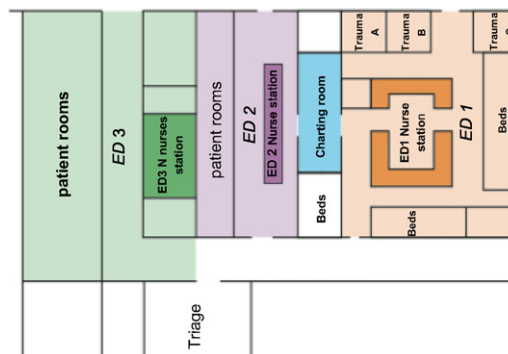 patient rooms
ED 3
ED3 N nurses
station
patient rooms
ED 2
ED 2 Nurse station
Charting room
Beds
Trauma
A
Trauma
B
Trauma
ED1 Nurse
station
ED 1
Beds
Beds
Triage